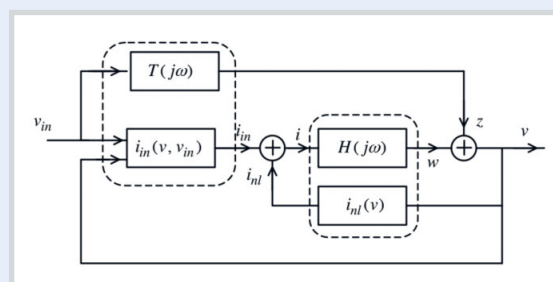 T(jω)
v_in
i_in(v, v_in)
i_in
i
H(jω)
w
z
v
i_nl
i_nl(v)